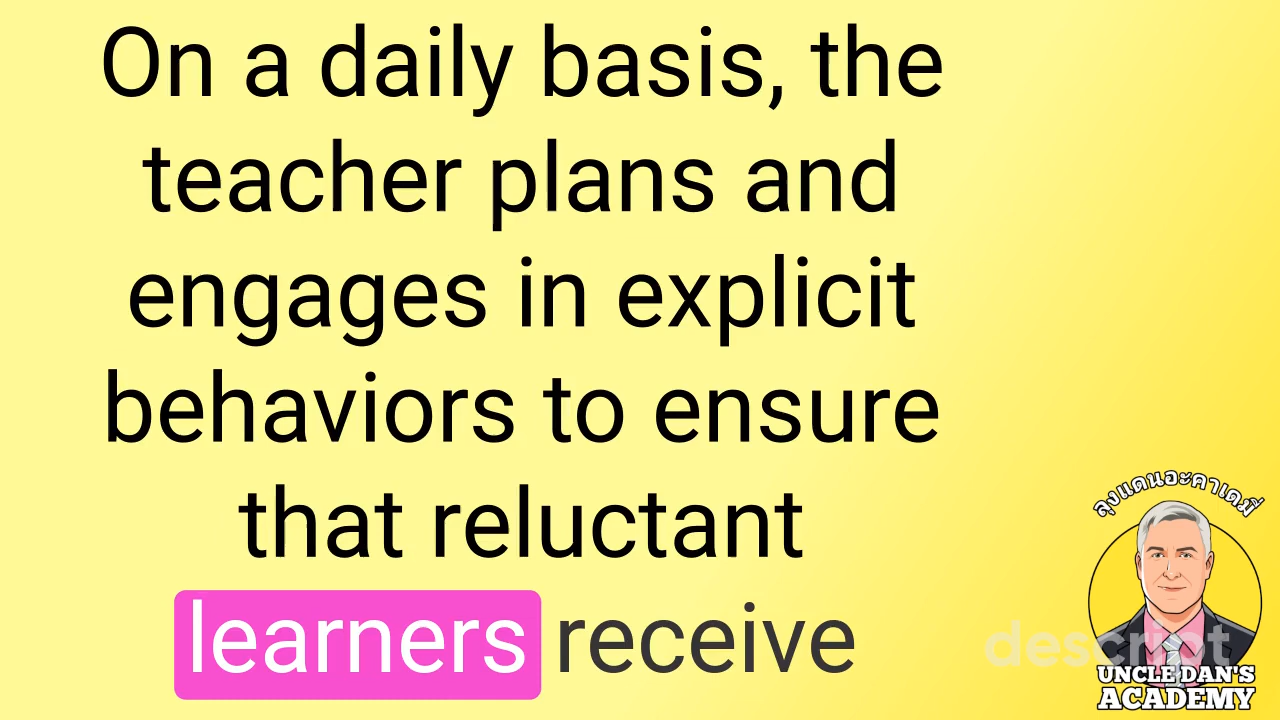 On a daily basis, the
teacher plans and
engages in explicit
behaviors to ensure
that reluctant
learners receive
ลุงแดนอะคาเดมี่
descript
UNCLE DAN'S
ACADEMY